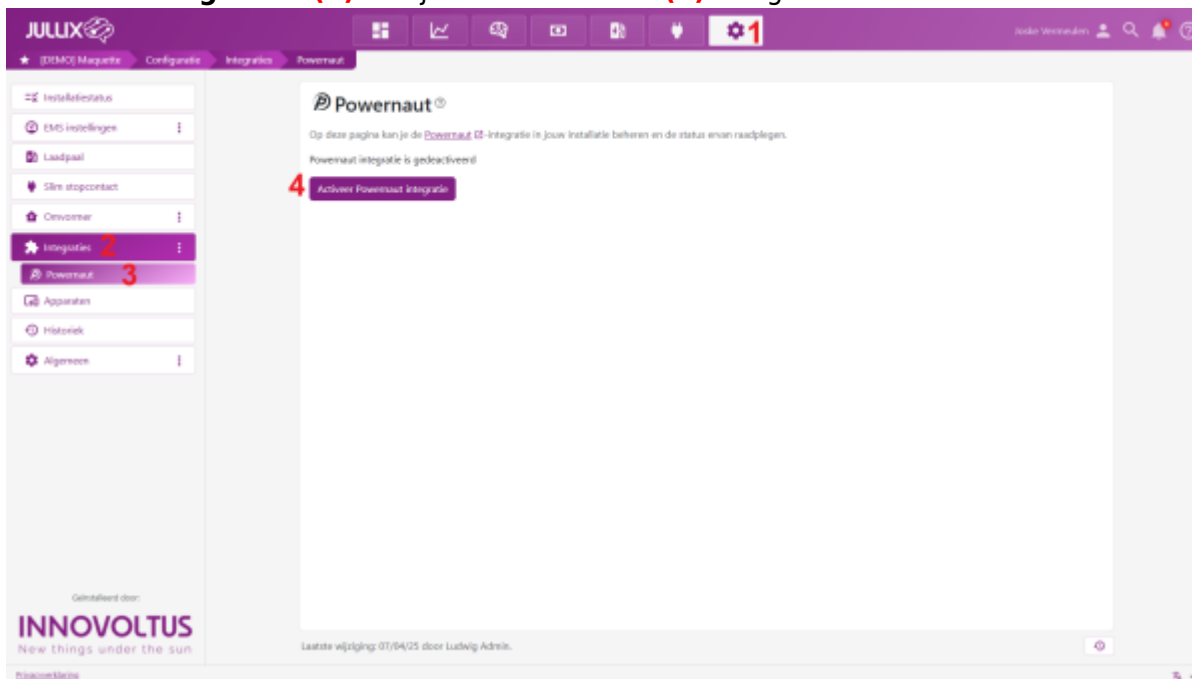 JULLIX
1
Joske Vermeulen
[DEMO] Maquette Configuratie Integraties Powernaut
Installatiestatus
EMS instellingen
Laadpaal
Slim stopcontact
Omvormer
Integraties 2
Powernaut 3
Apparaten
Historiek
Algemeen
Powernaut
Op deze pagina kan je de Powernaut-integratie in jouw installatie beheren en de status ervan raadplegen.
Powernaut integratie is gedeactiveerd
4 Activeer Powernaut integratie
Geïnstalleerd door:
INNOVOLTUS
New things under the sun
Laatste wijziging: 07/04/25 door Ludwig Admin.
Privacyverklaring